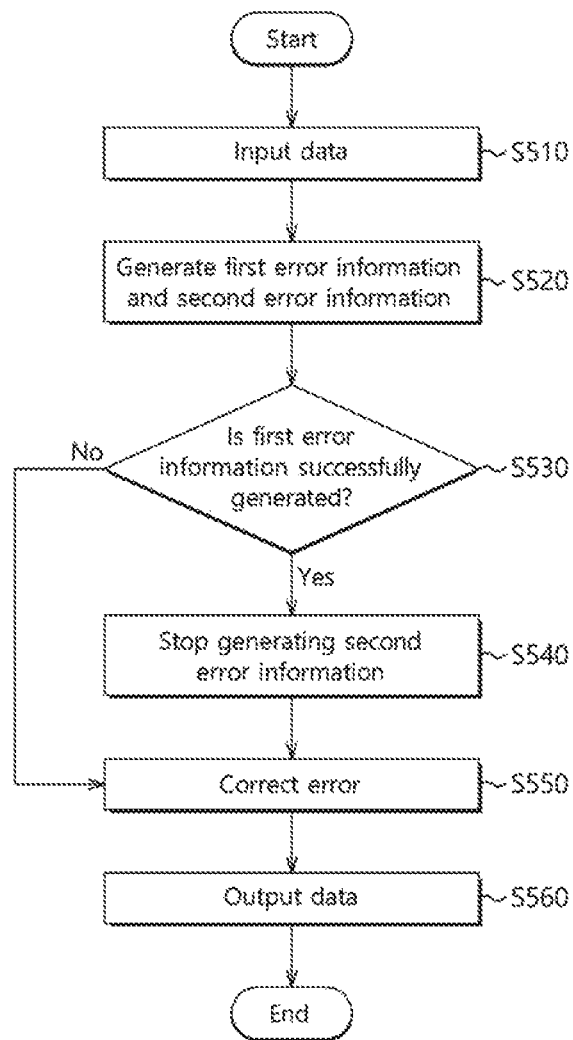 Start
Input data
S510
Generate first error information
and second error information
S520
Is first error
information successfully
generated?
S530
No
Yes
Stop generating second
error information
S540
Correct error
S550
Output data
S560
End